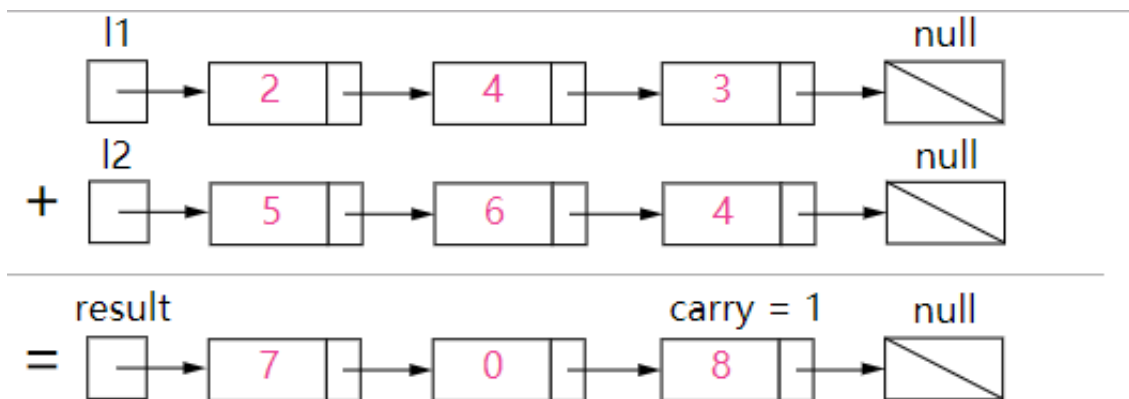 l1 null
2 4 3
l2 null
+ 5 6 4
result carry = 1 null
= 7 0 8